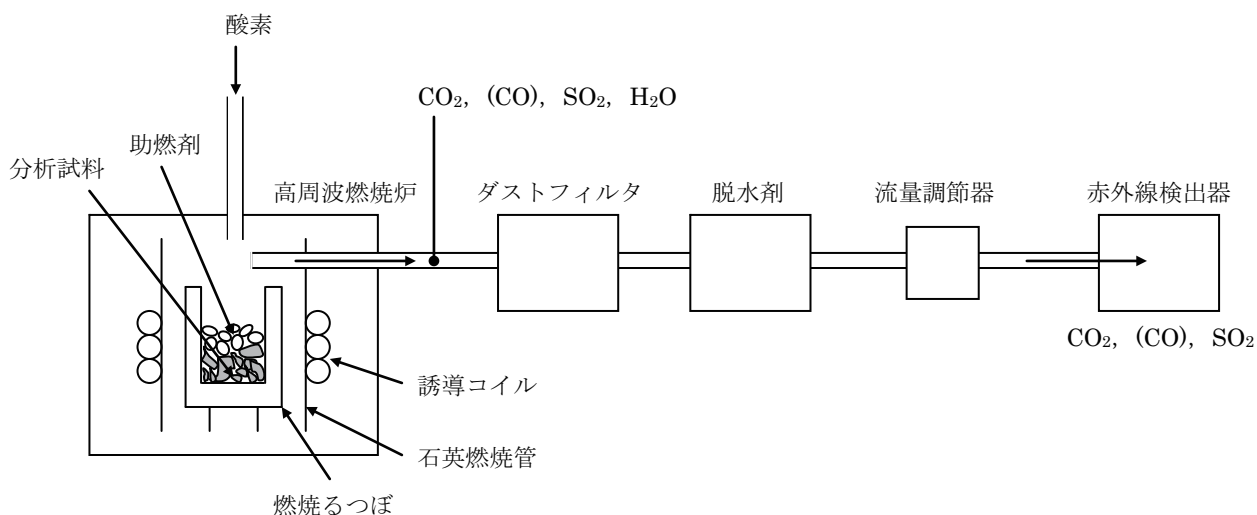 酸素
CO2, (CO), SO2, H2O
助燃剤
分析試料
高周波燃焼炉
ダストフィルタ
脱水剤
流量調節器
赤外線検出器
CO2, (CO), SO2
誘導コイル
石英燃焼管
燃焼るつぼ